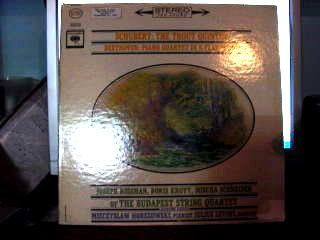 STEREO
SCHUBERT: THE TROUT QUINTET
BEETHOVEN: PIANO QUARTET IN E FLAT
JOSEPH ROISMAN, BORIS KROYT, MISCHA SCHNEIDER
OF THE BUDAPEST STRING QUARTET
MIECZYSLAW HORSZOWSKI, PIANIST JULIUS LEVINE,